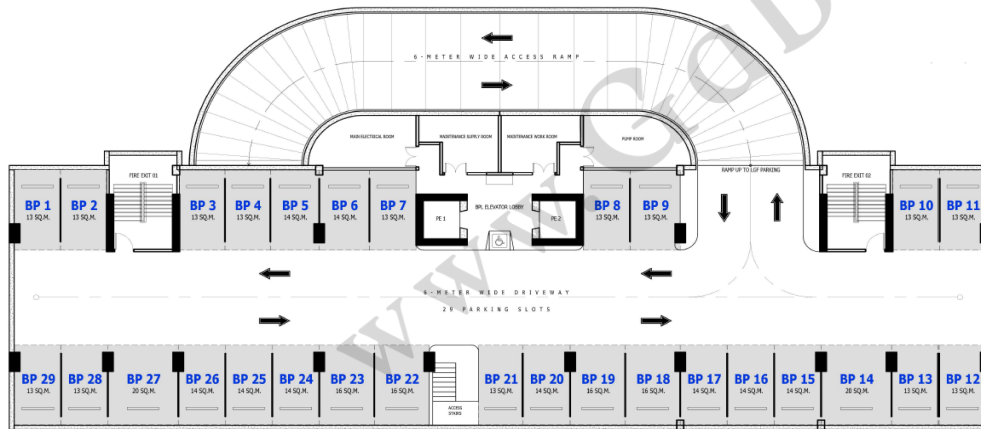 6-METER WIDE ACCESS RAMP
MAIN ELECTRICAL ROOM
MAINTENANCE SUPPLY ROOM
MAINTENANCE WORK ROOM
PUMP ROOM
FIRE EXIT 01
RAMP UP TO LGF PARKING
FIRE EXIT 02
BP 1
13 SQ.M.
BP 2
13 SQ.M.
BP 3
13 SQ.M.
BP 4
13 SQ.M.
BP 5
14 SQ.M.
BP 6
14 SQ.M.
BP 7
13 SQ.M.
PE 1
BPL ELEVATOR LOBBY
PE 2
BP 8
13 SQ.M.
BP 9
13 SQ.M.
BP 10
13 SQ.M.
BP 11
13 SQ.M.
6-METER WIDE DRIVEWAY
29 PARKING SLOTS
BP 29
13 SQ.M.
BP 28
13 SQ.M.
BP 27
20 SQ.M.
BP 26
14 SQ.M.
BP 25
14 SQ.M.
BP 24
14 SQ.M.
BP 23
16 SQ.M.
BP 22
16 SQ.M.
ACCESS
STAIRS
BP 21
13 SQ.M.
BP 20
14 SQ.M.
BP 19
16 SQ.M.
BP 18
16 SQ.M.
BP 17
14 SQ.M.
BP 16
14 SQ.M.
BP 15
14 SQ.M.
BP 14
20 SQ.M.
BP 13
13 SQ.M.
BP 12
13 SQ.M.